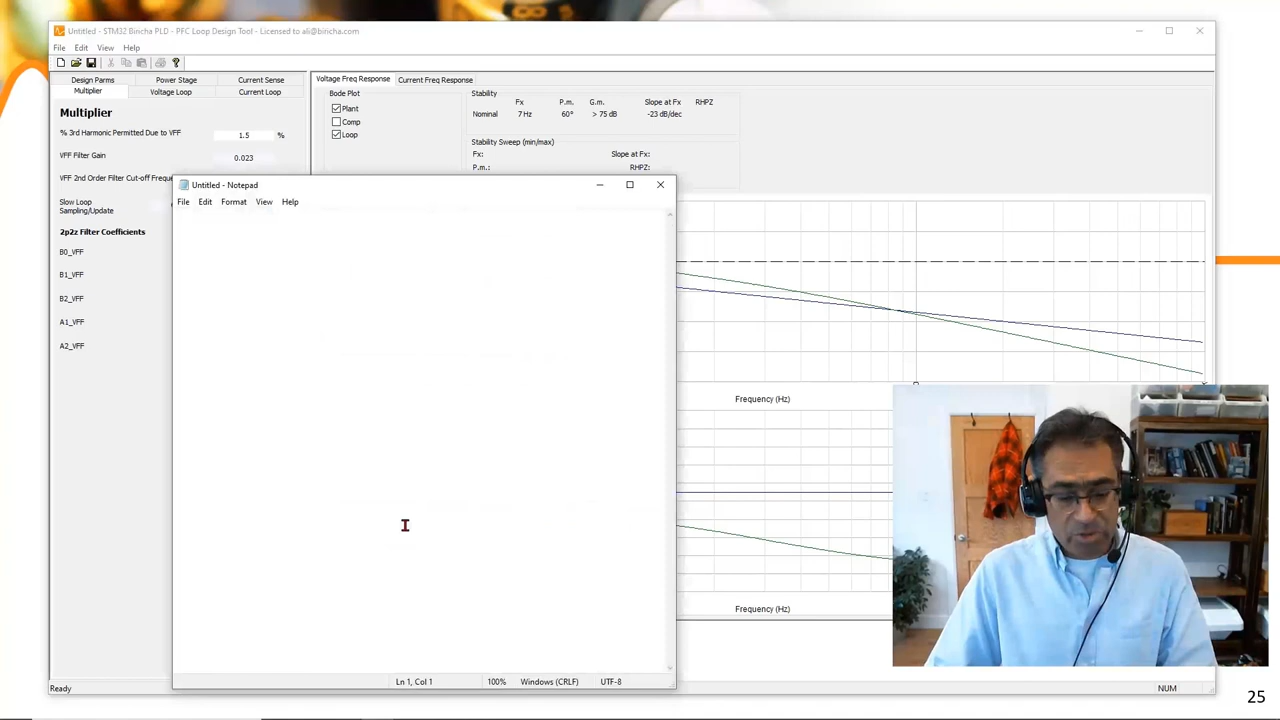 Untitled - STM32 Biricha PLD - PFC Loop Design Tool - Licensed to ali@biricha.com
File Edit View Help
Design Parms Power Stage Current Sense
Multiplier Voltage Loop Current Loop
Multiplier
% 3rd Harmonic Permitted Due to VFF 1.5 %
VFF Filter Gain 0.023
VFF 2nd Order Filter Cut-off Frequ
Slow Loop
Sampling/Update
2p2z Filter Coefficients
B0_VFF
B1_VFF
B2_VFF
A1_VFF
A2_VFF
Voltage Freq Response Current Freq Response
Bode Plot
Plant
Comp
Loop
Stability
Fx P.m. G.m. Slope at Fx RHPZ
Nominal 7 Hz 60° > 75 dB -23 dB/dec
Stability Sweep (min/max)
Fx: Slope at Fx:
P.m.: RHPZ:
Untitled - Notepad
File Edit Format View Help
Frequency (Hz)
Frequency (Hz)
Ln 1, Col 1 100% Windows (CRLF) UTF-8
Ready NUM
25